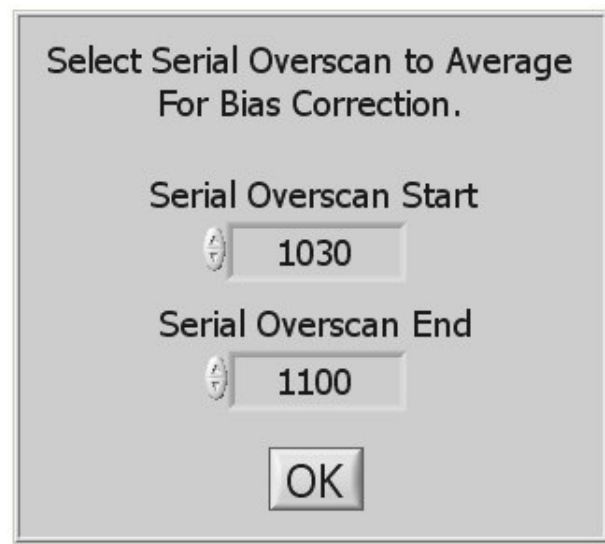 Select Serial Overscan to Average
For Bias Correction.
Serial Overscan Start
1030
Serial Overscan End
1100
OK